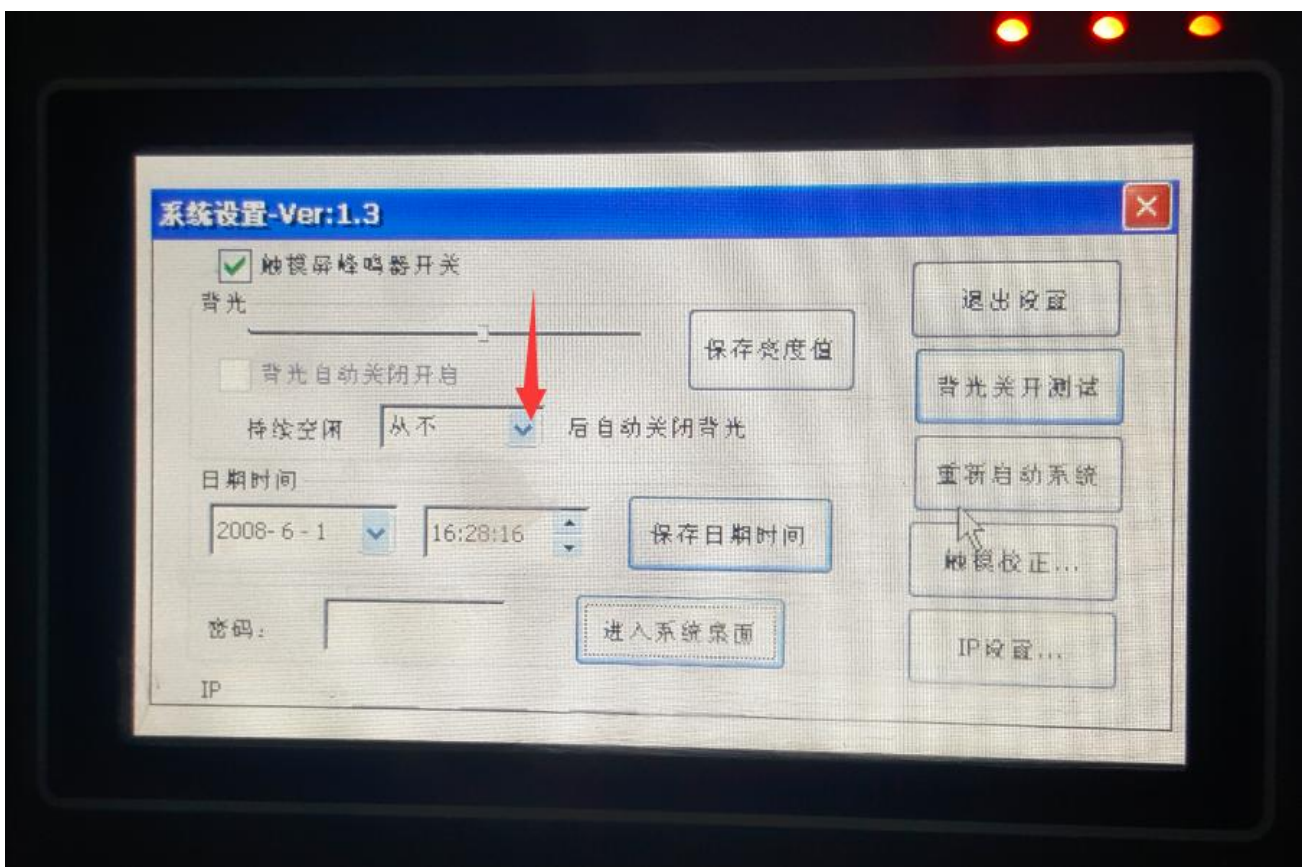 系统设置-Ver:1.3
触摸屏峰鸣器开关
背光
保存亮度值
背光自动关闭开启
持续空闲 从不 后自动关闭背光
日期时间
2008- 6 - 1 16:28:16 保存日期时间
密码: 进入系统桌面
IP
退出设置
背光关开测试
重新启动系统
触摸校正...
IP设置...